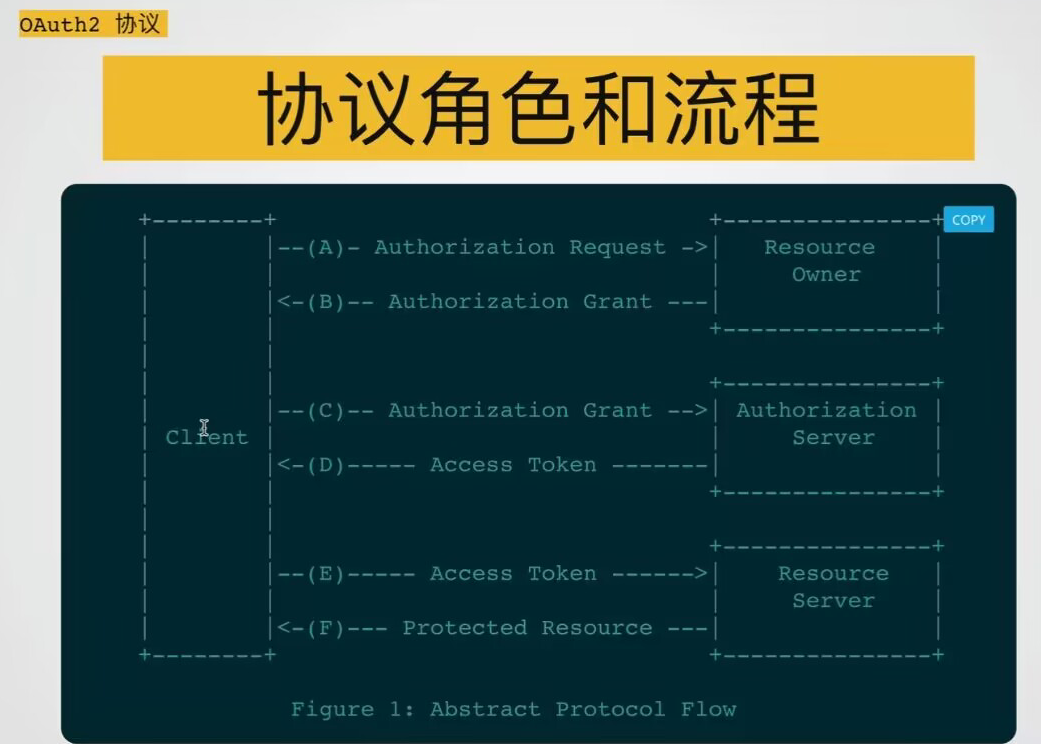 OAuth2 协议
协议角色和流程
+--------+                               +---------------+
|        |--(A)- Authorization Request ->|   Resource    |
|        |                               |     Owner     |
|        |<-(B)-- Authorization Grant ---|               |
|        |                               +---------------+
|        |
|        |                               +---------------+
|        |--(C)-- Authorization Grant -->| Authorization |
| Client |                               |     Server    |
|        |<-(D)----- Access Token -------|               |
|        |                               +---------------+
|        |
|        |                               +---------------+
|        |--(E)----- Access Token ------>|    Resource   |
|        |                               |     Server    |
|        |<-(F)--- Protected Resource ---|               |
+--------+                               +---------------+
COPY
Figure 1: Abstract Protocol Flow